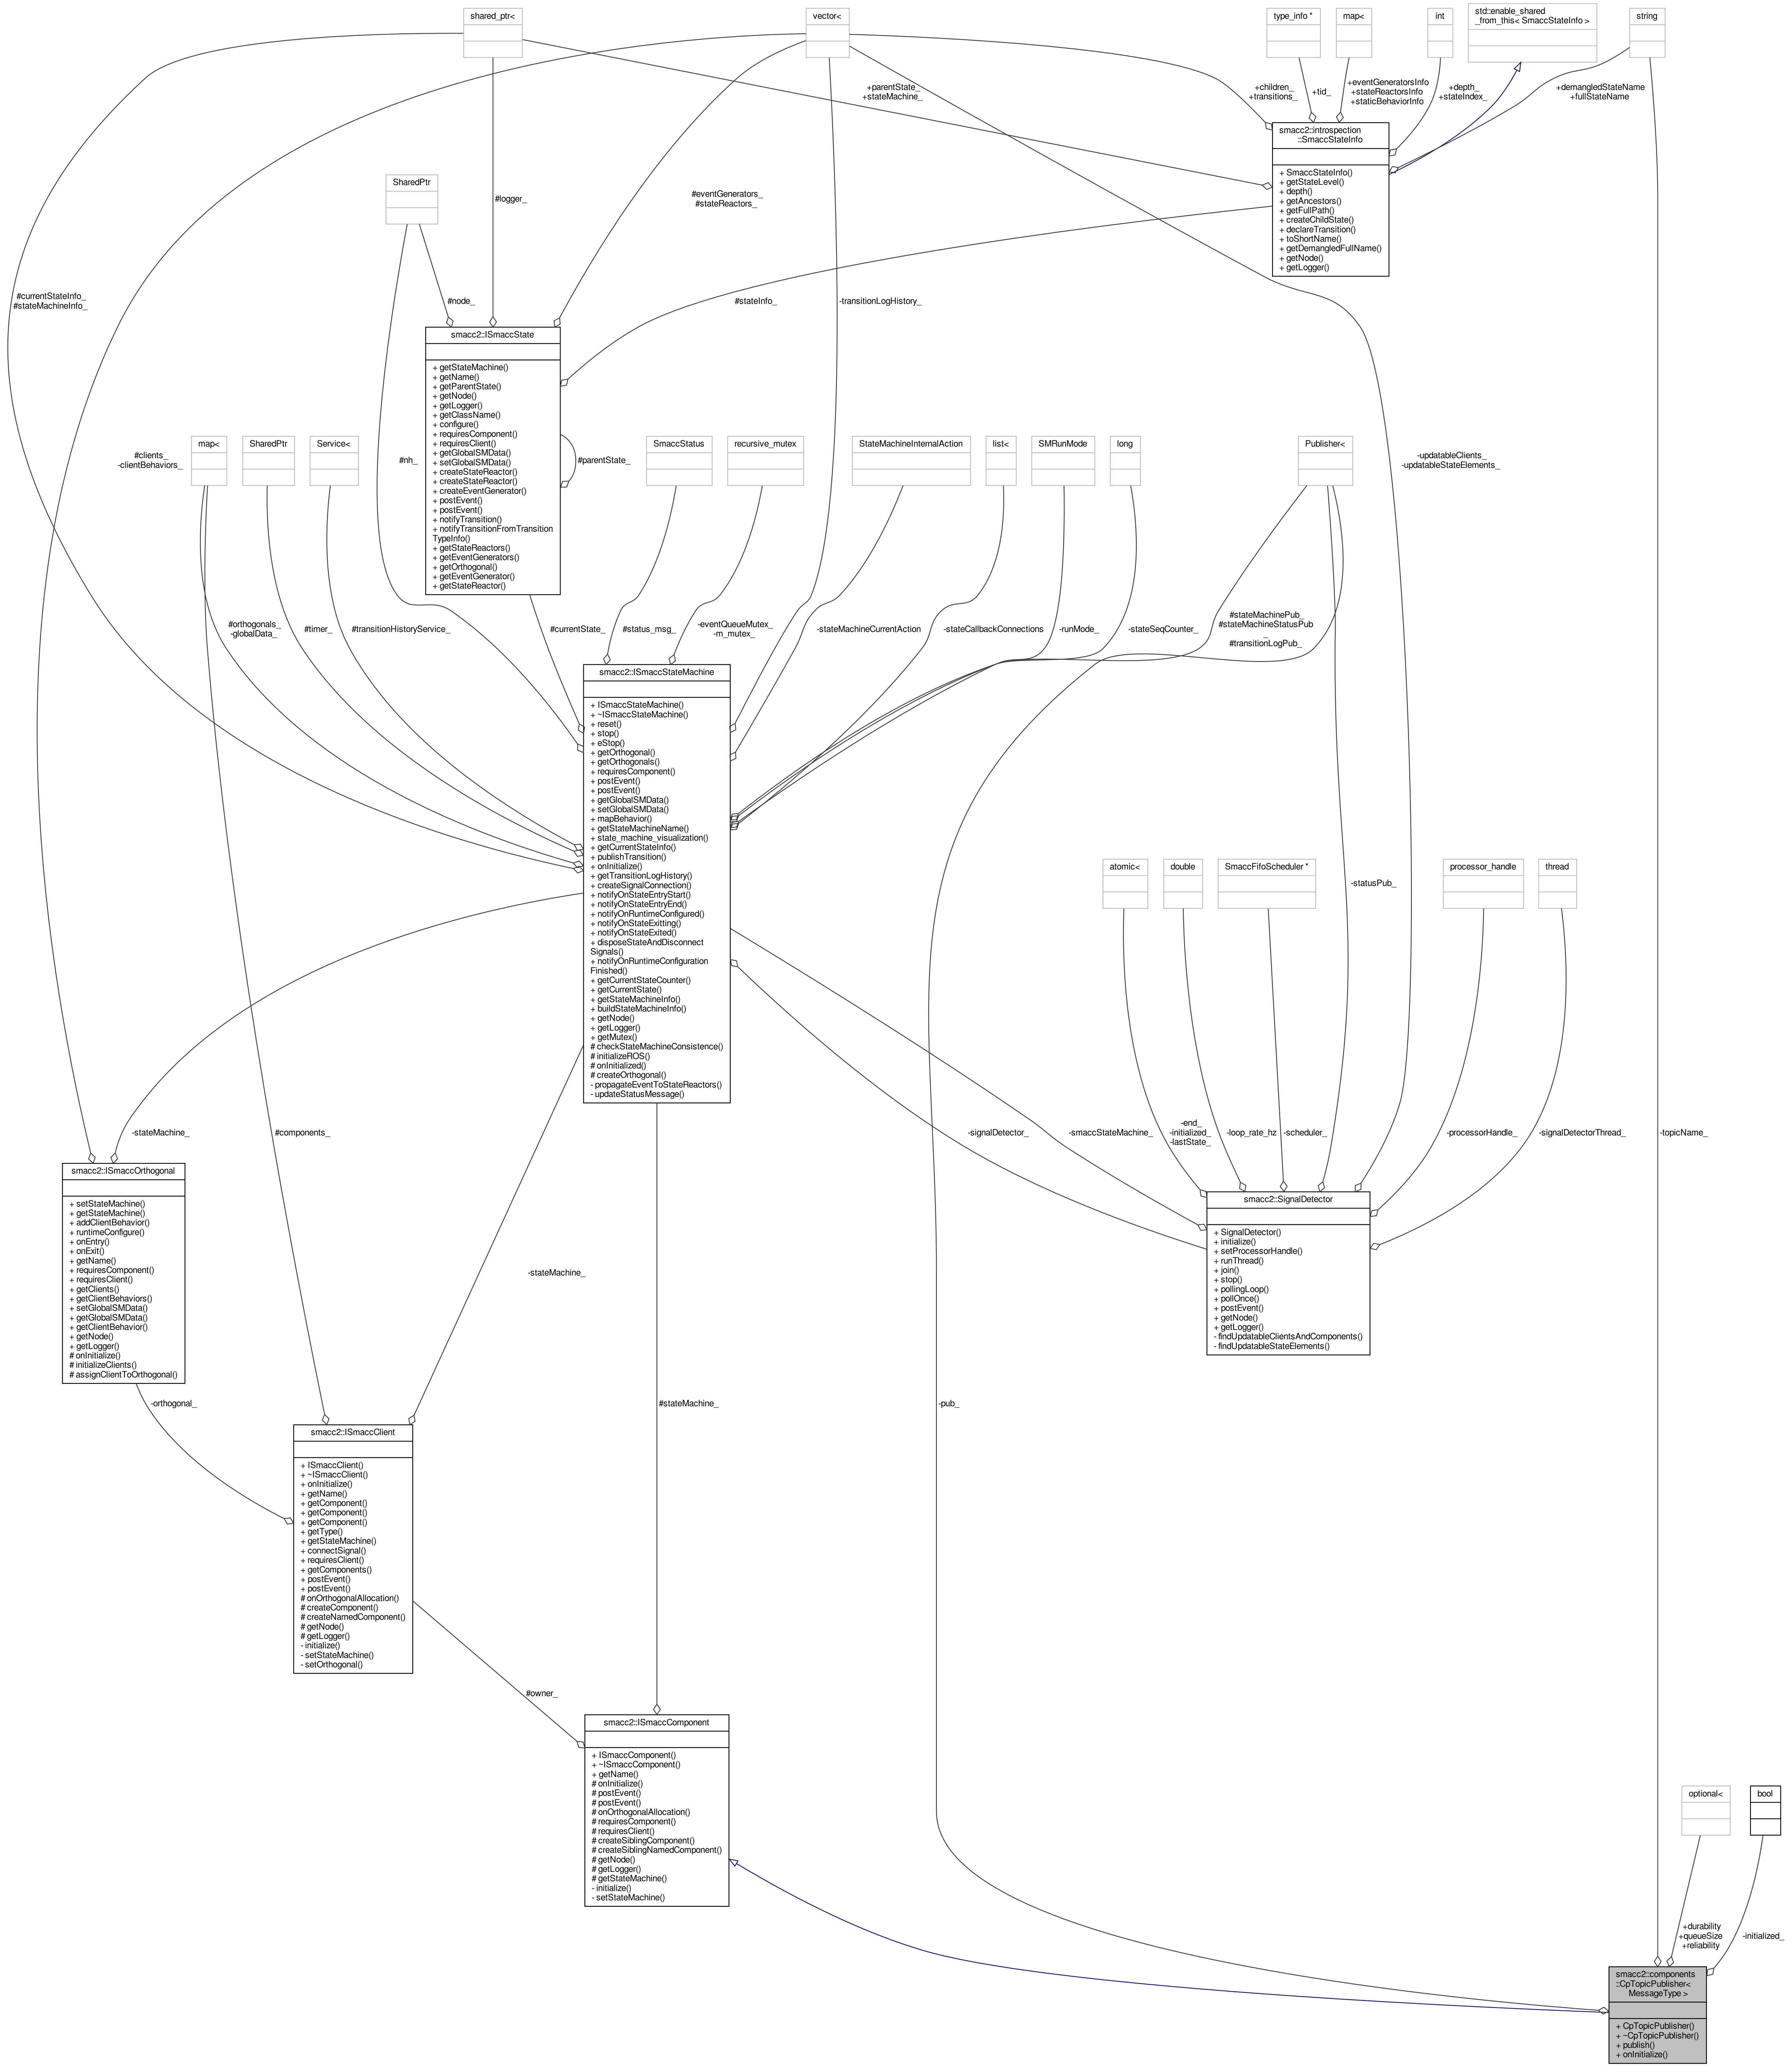 shared_ptr<
vector<
type_info *
map<
int
std::enable_shared
_from_this< SmaccStateInfo >
string
+parentState_
+stateMachine_
+children_
+transitions_
+tid_
+eventGeneratorsInfo
+stateReactorsInfo
+staticBehaviorInfo
+depth_
+stateIndex_
+demangledStateName
+fullStateName
smacc2::introspection
::SmaccStateInfo
+ SmaccStateInfo()
+ getStateLevel()
+ depth()
+ getAncestors()
+ getFullPath()
+ createChildState()
+ declareTransition()
+ toShortName()
+ getDemangledFullName()
+ getNode()
+ getLogger()
SharedPtr
#logger_
#eventGenerators_
#stateReactors_
#currentStateInfo_
#stateMachineInfo_
#node_
#stateInfo_
-transitionLogHistory_
smacc2::ISmaccState
+ getStateMachine()
+ getName()
+ getParentState()
+ getNode()
+ getLogger()
+ getClassName()
+ configure()
+ requiresComponent()
+ requiresClient()
+ getGlobalSMData()
+ setGlobalSMData()
+ createStateReactor()
+ createStateReactor()
+ createEventGenerator()
+ postEvent()
+ postEvent()
+ notifyTransition()
+ notifyTransitionFromTransition
TypeInfo()
+ getStateReactors()
+ getEventGenerators()
+ getOrthogonal()
+ getEventGenerator()
+ getStateReactor()
#parentState_
#clients_
-clientBehaviors_
map<
SharedPtr
Service<
#nh_
SmaccStatus
recursive_mutex
StateMachineInternalAction
list<
SMRunMode
long
Publisher<
-updatableClients_
-updatableStateElements_
#orthogonals_
-globalData_
#timer_
#transitionHistoryService_
#currentState_
#status_msg_
-eventQueueMutex_
-m_mutex_
-stateMachineCurrentAction
-stateCallbackConnections
-runMode_
-stateSeqCounter_
#stateMachinePub_
#stateMachineStatusPub
_
#transitionLogPub_
smacc2::ISmaccStateMachine
+ ISmaccStateMachine()
+ ~ISmaccStateMachine()
+ reset()
+ stop()
+ eStop()
+ getOrthogonal()
+ getOrthogonals()
+ requiresComponent()
+ postEvent()
+ postEvent()
+ getGlobalSMData()
+ setGlobalSMData()
+ mapBehavior()
+ getStateMachineName()
+ state_machine_visualization()
+ getCurrentStateInfo()
+ publishTransition()
+ onInitialize()
+ getTransitionLogHistory()
+ createSignalConnection()
+ notifyOnStateEntryStart()
+ notifyOnStateEntryEnd()
+ notifyOnRuntimeConfigured()
+ notifyOnStateExitting()
+ notifyOnStateExited()
+ disposeStateAndDisconnect
Signals()
+ notifyOnRuntimeConfiguration
Finished()
+ getCurrentStateCounter()
+ getCurrentState()
+ getStateMachineInfo()
+ buildStateMachineInfo()
+ getNode()
+ getLogger()
+ getMutex()
# checkStateMachineConsistence()
# initializeROS()
# onInitialized()
# createOrthogonal()
- propagateEventToStateReactors()
- updateStatusMessage()
atomic<
double
SmaccFifoScheduler *
processor_handle
thread
-statusPub_
-stateMachine_
#components_
-signalDetector_
-smaccStateMachine_
-end_
-initialized_
-lastState_
-loop_rate_hz
-scheduler_
-processorHandle_
-signalDetectorThread_
-topicName_
smacc2::ISmaccOrthogonal
+ setStateMachine()
+ getStateMachine()
+ addClientBehavior()
+ runtimeConfigure()
+ onEntry()
+ onExit()
+ getName()
+ requiresComponent()
+ requiresClient()
+ getClients()
+ getClientBehaviors()
+ setGlobalSMData()
+ getGlobalSMData()
+ getClientBehavior()
+ getNode()
+ getLogger()
# onInitialize()
# initializeClients()
# assignClientToOrthogonal()
smacc2::SignalDetector
+ SignalDetector()
+ initialize()
+ setProcessorHandle()
+ runThread()
+ join()
+ stop()
+ pollingLoop()
+ pollOnce()
+ postEvent()
+ getNode()
+ getLogger()
- findUpdatableClientsAndComponents()
- findUpdatableStateElements()
-stateMachine_
-orthogonal_
#stateMachine_
-pub_
smacc2::ISmaccClient
+ ISmaccClient()
+ ~ISmaccClient()
+ onInitialize()
+ getName()
+ getComponent()
+ getComponent()
+ getComponent()
+ getType()
+ getStateMachine()
+ connectSignal()
+ requiresClient()
+ getComponents()
+ postEvent()
+ postEvent()
# onOrthogonalAllocation()
# createComponent()
# createNamedComponent()
# getNode()
# getLogger()
- initialize()
- setStateMachine()
- setOrthogonal()
#owner_
smacc2::ISmaccComponent
+ ISmaccComponent()
+ ~ISmaccComponent()
+ getName()
# onInitialize()
# postEvent()
# postEvent()
# onOrthogonalAllocation()
# requiresComponent()
# requiresClient()
# createSiblingComponent()
# createSiblingNamedComponent()
# getNode()
# getLogger()
# getStateMachine()
- initialize()
- setStateMachine()
optional<
bool
+durability
+queueSize
+reliability
-initialized_
smacc2::components
::CpTopicPublisher<
MessageType >
+ CpTopicPublisher()
+ ~CpTopicPublisher()
+ publish()
+ onInitialize()